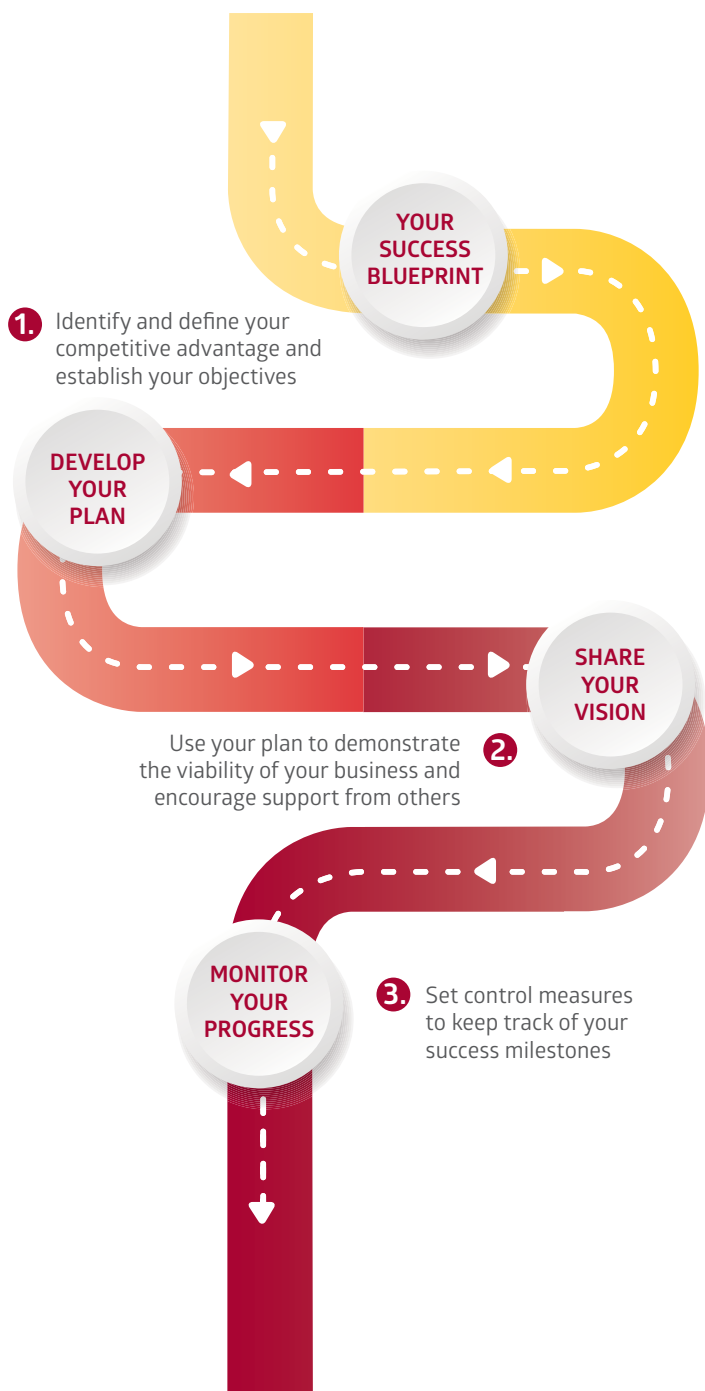 YOUR
SUCCESS
BLUEPRINT
1. Identify and define your
competitive advantage and
establish your objectives
DEVELOP
YOUR
PLAN
SHARE
YOUR
VISION
2. Use your plan to demonstrate
the viability of your business and
encourage support from others
MONITOR
YOUR
PROGRESS
3. Set control measures
to keep track of your
success milestones